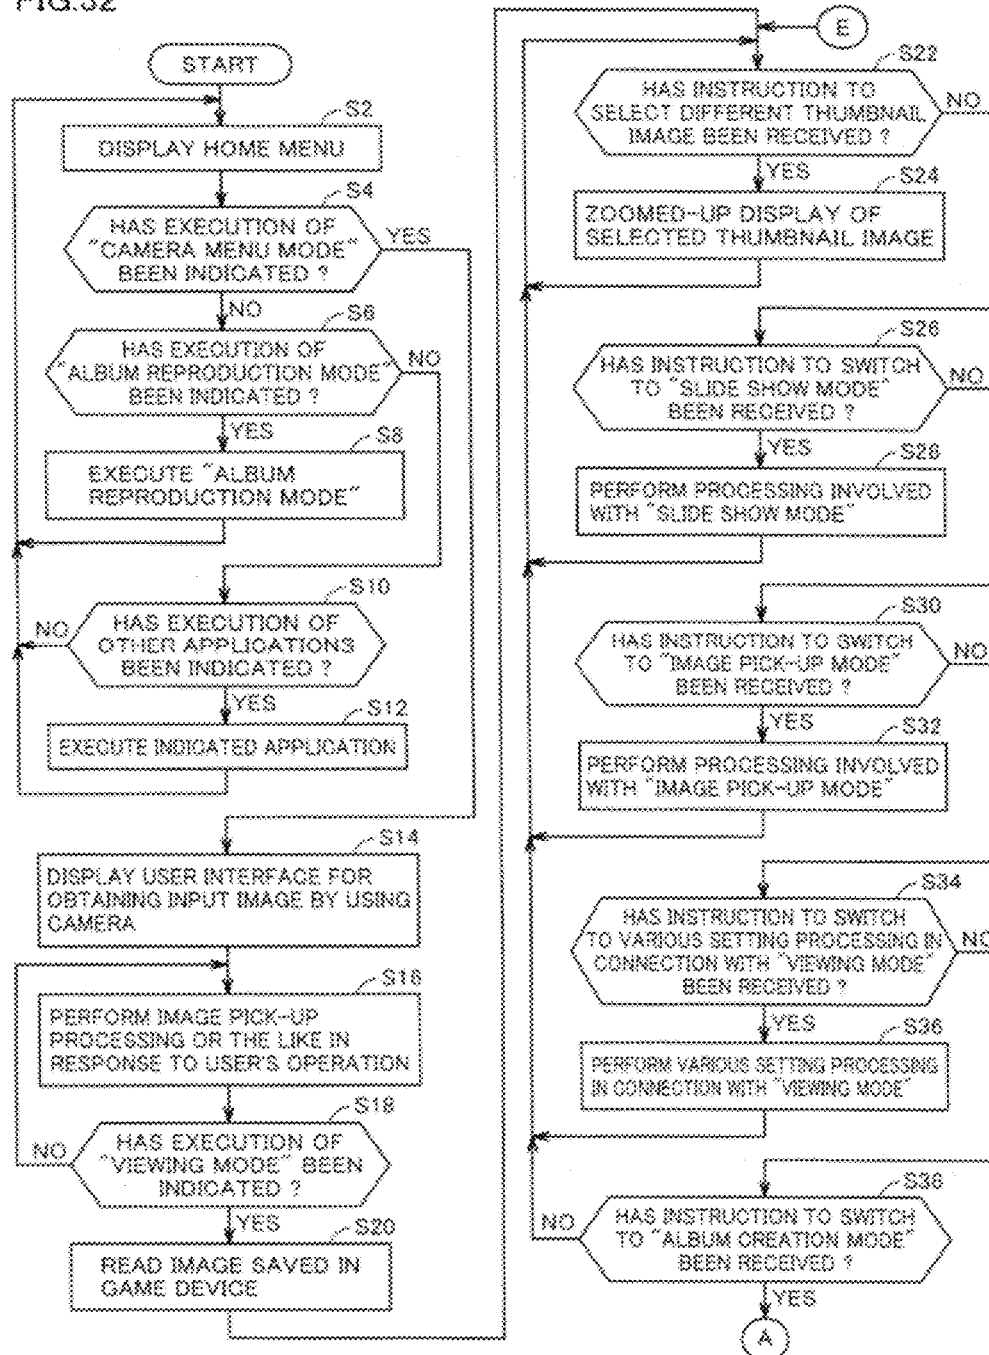 FIG.32
START
S2
DISPLAY HOME MENU
S4
HAS EXECUTION OF
"CAMERA MENU MODE"
BEEN INDICATED ?
YES
NO
S6
HAS EXECUTION OF
"ALBUM REPRODUCTION MODE"
BEEN INDICATED ?
NO
YES
S8
EXECUTE "ALBUM
REPRODUCTION MODE"
S10
HAS EXECUTION OF
OTHER APPLICATIONS
BEEN INDICATED ?
NO
YES
S12
EXECUTE INDICATED APPLICATION
S14
DISPLAY USER INTERFACE FOR
OBTAINING INPUT IMAGE BY USING
CAMERA
S16
PERFORM IMAGE PICK-UP
PROCESSING OR THE LIKE IN
RESPONSE TO USER'S OPERATION
S18
HAS EXECUTION OF
"VIEWING MODE" BEEN
INDICATED ?
NO
YES
S20
READ IMAGE SAVED IN
GAME DEVICE
E
S22
HAS INSTRUCTION TO
SELECT DIFFERENT THUMBNAIL
IMAGE BEEN RECEIVED ?
NO
YES
S24
ZOOMED-UP DISPLAY OF
SELECTED THUMBNAIL IMAGE
S26
HAS INSTRUCTION TO SWITCH
TO "SLIDE SHOW MODE"
BEEN RECEIVED ?
NO
YES
S28
PERFORM PROCESSING INVOLVED
WITH "SLIDE SHOW MODE"
S30
HAS INSTRUCTION TO SWITCH
TO "IMAGE PICK-UP MODE"
BEEN RECEIVED ?
NO
YES
S32
PERFORM PROCESSING INVOLVED
WITH "IMAGE PICK-UP MODE"
S34
HAS INSTRUCTION TO SWITCH
TO VARIOUS SETTING PROCESSING IN
CONNECTION WITH "VIEWING MODE"
BEEN RECEIVED ?
NO
YES
S36
PERFORM VARIOUS SETTING PROCESSING
IN CONNECTION WITH "VIEWING MODE"
S38
HAS INSTRUCTION TO SWITCH
TO "ALBUM CREATION MODE"
BEEN RECEIVED ?
NO
YES
A